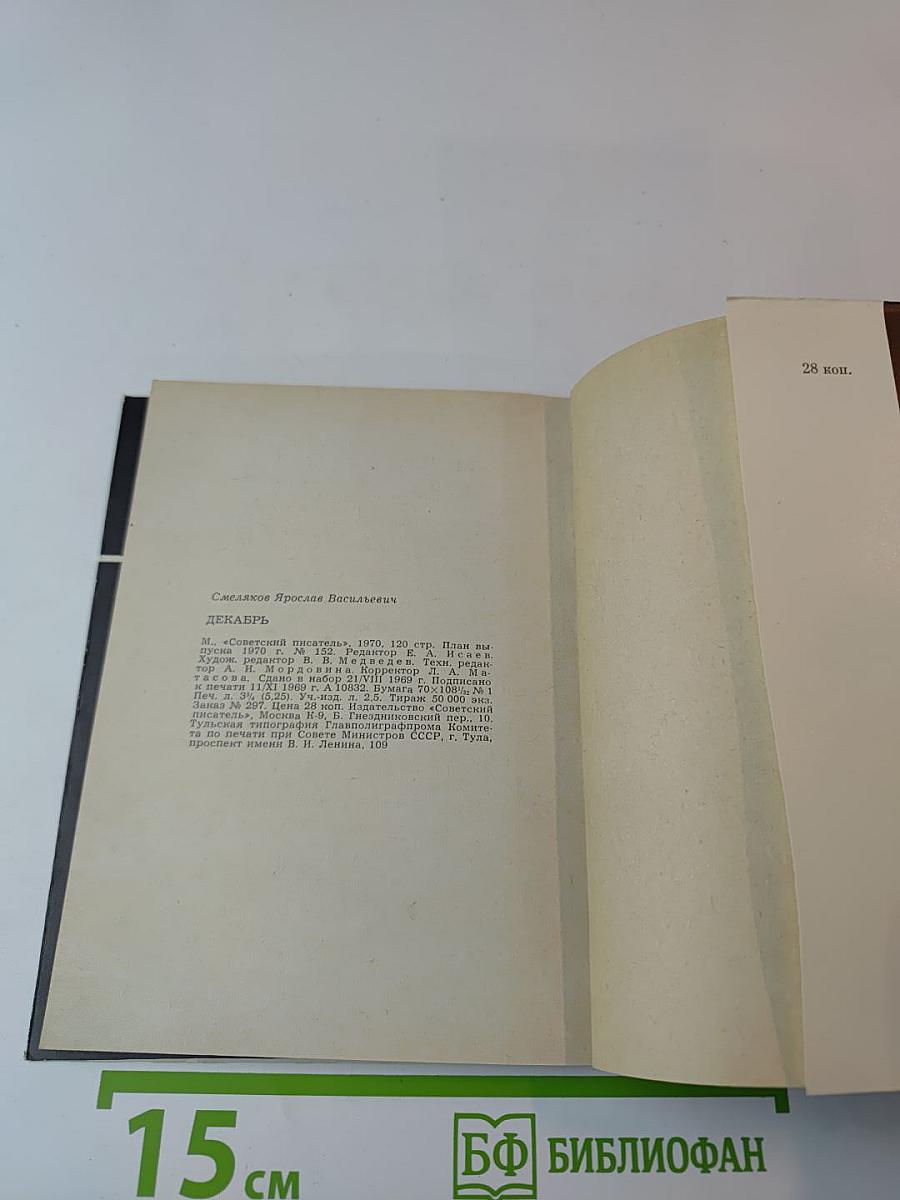 28 коп.
Смеляков Ярослав Васильевич
ДЕКАБРЬ
М., «Советский писатель», 1970, 120 стр. План вы-
пуска 1970 г. № 152. Редактор Е. А. Исаев.
Худож. редактор В. В. Медведев. Техн. редак-
тор А. И. Мордовина. Корректор Л. А. Ма-
тасова. Сдано в набор 21/VIII 1969 г. Подписано
к печати 11/XI 1969 г. А 10832. Бумага 70×108¹/₃₂ № 1
Печ. л. 3¾ (5,25). Уч.-изд. л. 2,5. Тираж 50 000 экз.
Заказ № 297. Цена 28 коп. Издательство «Советский
писатель», Москва К-9, Б. Гнездниковский пер., 10.
Тульская типография Главполиграфпрома Комите-
та по печати при Совете Министров СССР, г. Тула,
проспект имени В. И. Ленина, 109
15 см
БФ БИБЛИОФАН